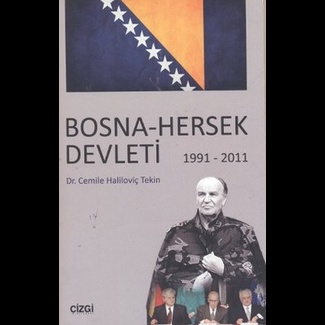 BOSNA-HERSEK
DEVLETİ 1991 - 2011
Dr. Cemile Haliloviç Tekin
ÇİZGİ